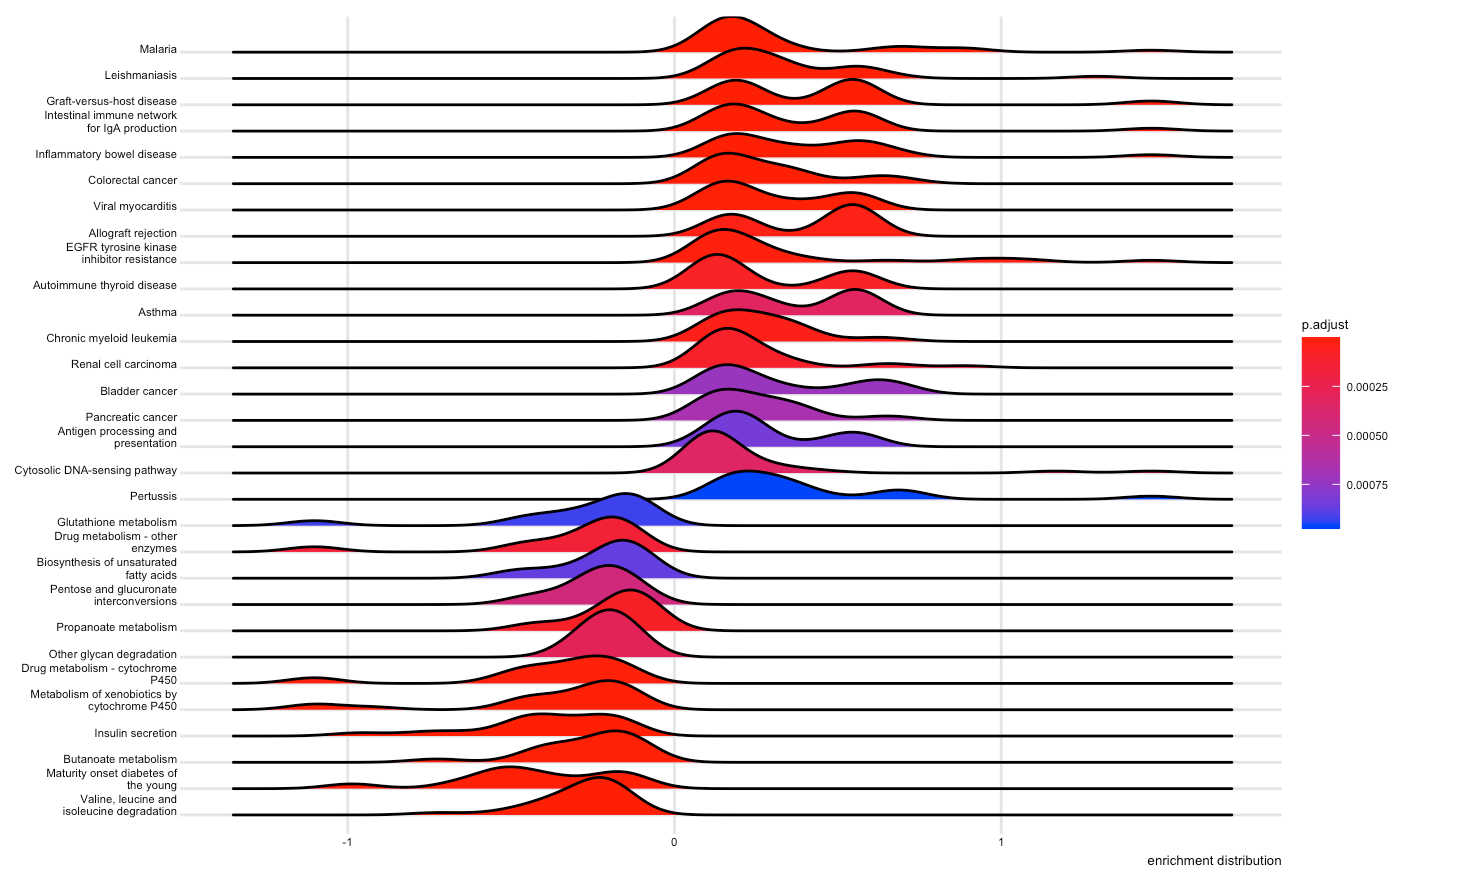 Malaria
Leishmaniasis
Graft-versus-host disease
Intestinal immune network
for IgA production
Inflammatory bowel disease
Colorectal cancer
Viral myocarditis
Allograft rejection
EGFR tyrosine kinase
inhibitor resistance
Autoimmune thyroid disease
Asthma
Chronic myeloid leukemia
Renal cell carcinoma
Bladder cancer
Pancreatic cancer
Antigen processing and
presentation
Cytosolic DNA-sensing pathway
Pertussis
Glutathione metabolism
Drug metabolism - other
enzymes
Biosynthesis of unsaturated
fatty acids
Pentose and glucuronate
interconversions
Propanoate metabolism
Other glycan degradation
Drug metabolism - cytochrome
P450
Metabolism of xenobiotics by
cytochrome P450
Insulin secretion
Butanoate metabolism
Maturity onset diabetes of
the young
Valine, leucine and
isoleucine degradation
-1
0
1
enrichment distribution
p.adjust
0.00025
0.00050
0.00075